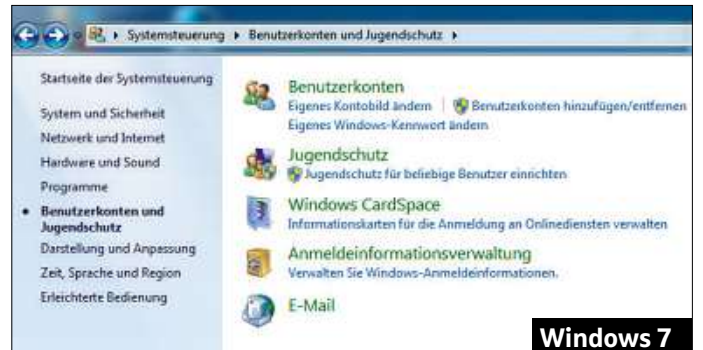 Systemsteuerung ▸ Benutzerkonten und Jugendschutz ▸
Startseite der Systemsteuerung
System und Sicherheit
Netzwerk und Internet
Hardware und Sound
Programme
Benutzerkonten und
Jugendschutz
Darstellung und Anpassung
Zeit, Sprache und Region
Erleichterte Bedienung
Benutzerkonten
Eigenes Kontobild ändern | Benutzerkonten hinzufügen/entfernen
Eigenes Windows-Kennwort ändern
Jugendschutz
Jugendschutz für beliebige Benutzer einrichten
Windows CardSpace
Informationskarten für die Anmeldung an Onlinediensten verwalten
Anmeldeinformationsverwaltung
Verwalten Sie Windows-Anmeldeinformationen.
E-Mail
Windows 7